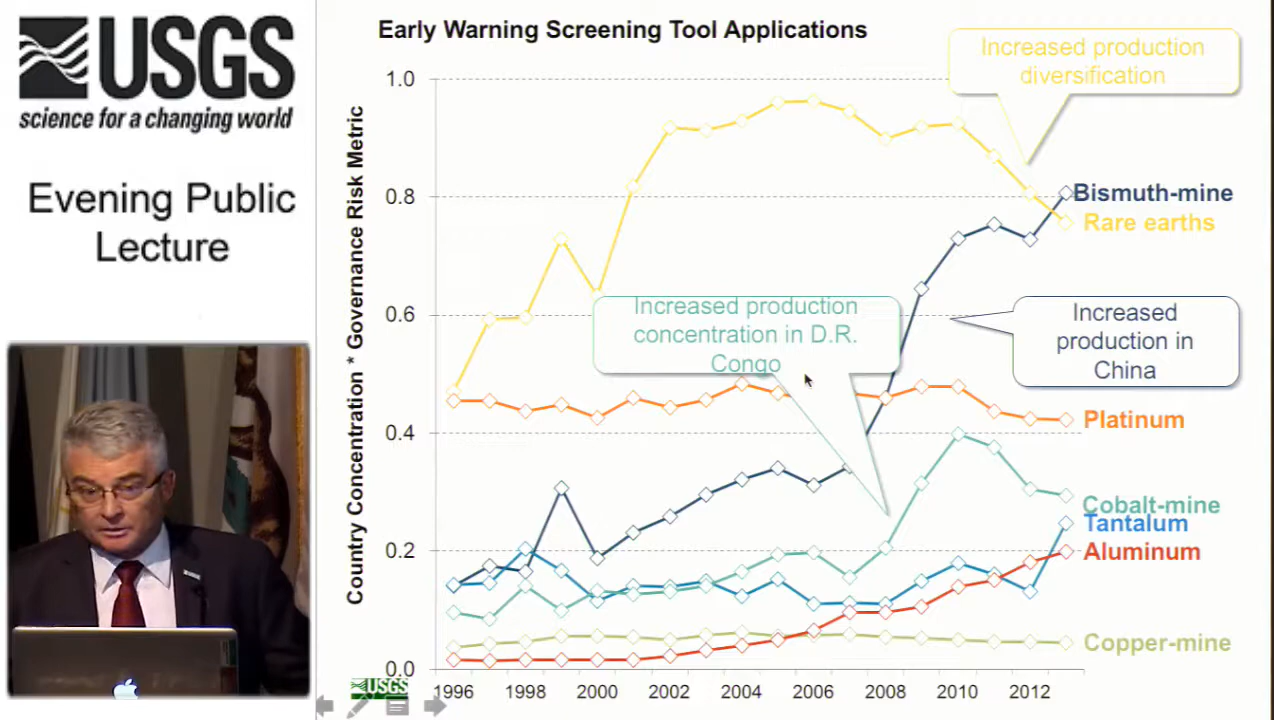 USGS
science for a changing world
Evening Public
Lecture
Early Warning Screening Tool Applications
Country Concentration * Governance Risk Metric
1.0
0.8
0.6
0.4
0.2
0.0
1996
1998
2000
2002
2004
2006
2008
2010
2012
Increased production
diversification
Bismuth-mine
Rare earths
Increased production
concentration in D.R.
Congo
Increased
production in
China
Platinum
Cobalt-mine
Tantalum
Aluminum
Copper-mine
USGS